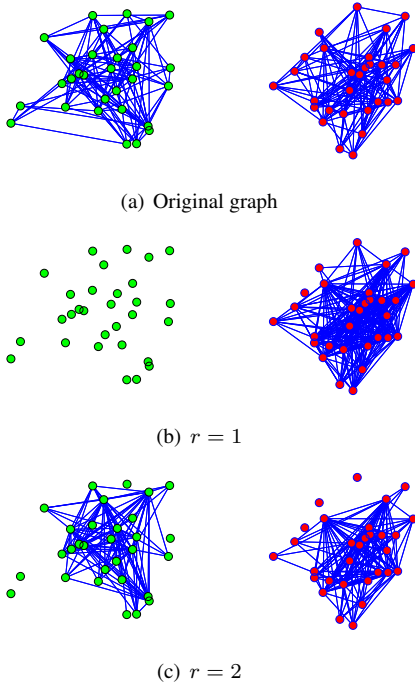 (a) Original graph
(b) r = 1
(c) r = 2